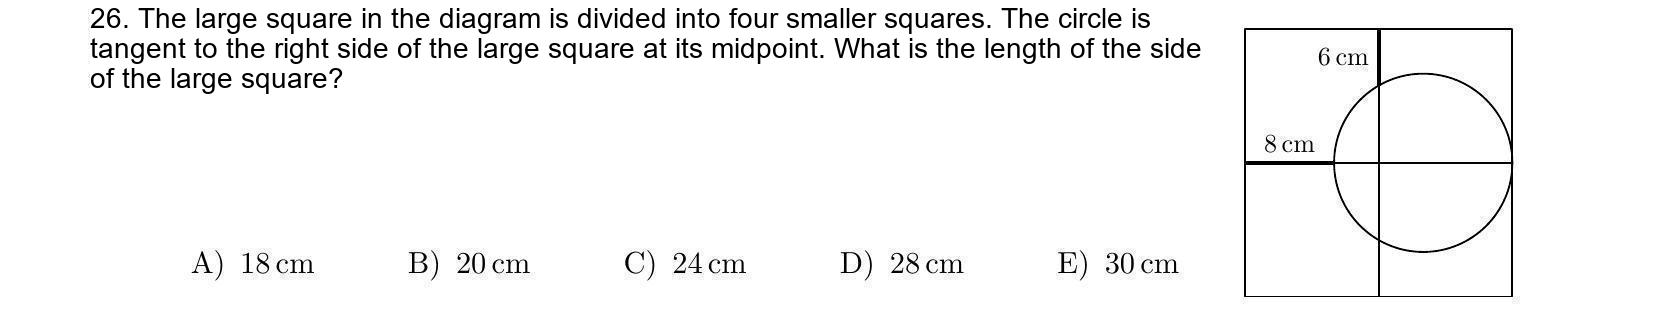 26. The large square in the diagram is divided into four smaller squares. The circle is
tangent to the right side of the large square at its midpoint. What is the length of the side
of the large square?
6 cm
8 cm
A) 18 cm B) 20 cm C) 24 cm D) 28 cm E) 30 cm